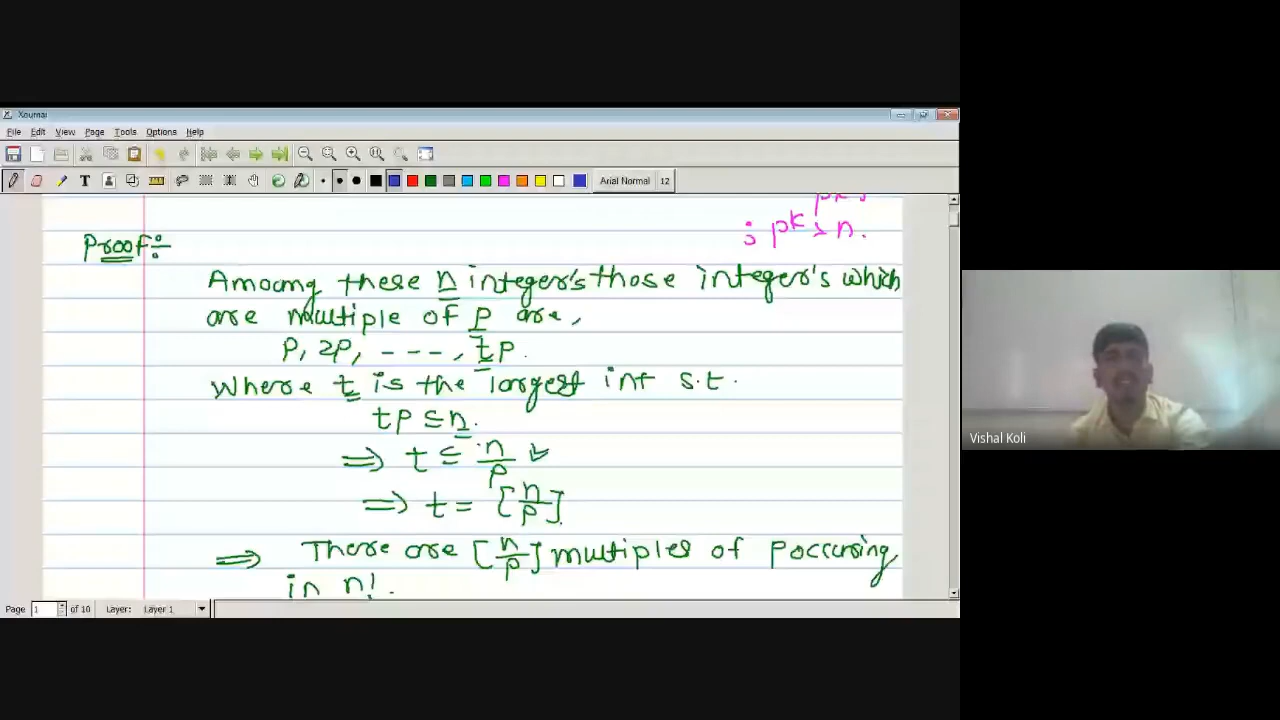 Xournal
File Edit View Page Tools Options Help
Arial Normal 12
; pk > n.
Proof:
Among these n integer's those integer's which
are multiple of p are,
p, 2p, ---, tp.
Where t is the largest int s.t.
tp ≤ n.
⇒ t ≤ n/p
⇒ t = [n/p].
⇒ There are [n/p] multiples of p occursing
in n!.
Page 1 of 10 Layer: Layer 1
Vishal Koli